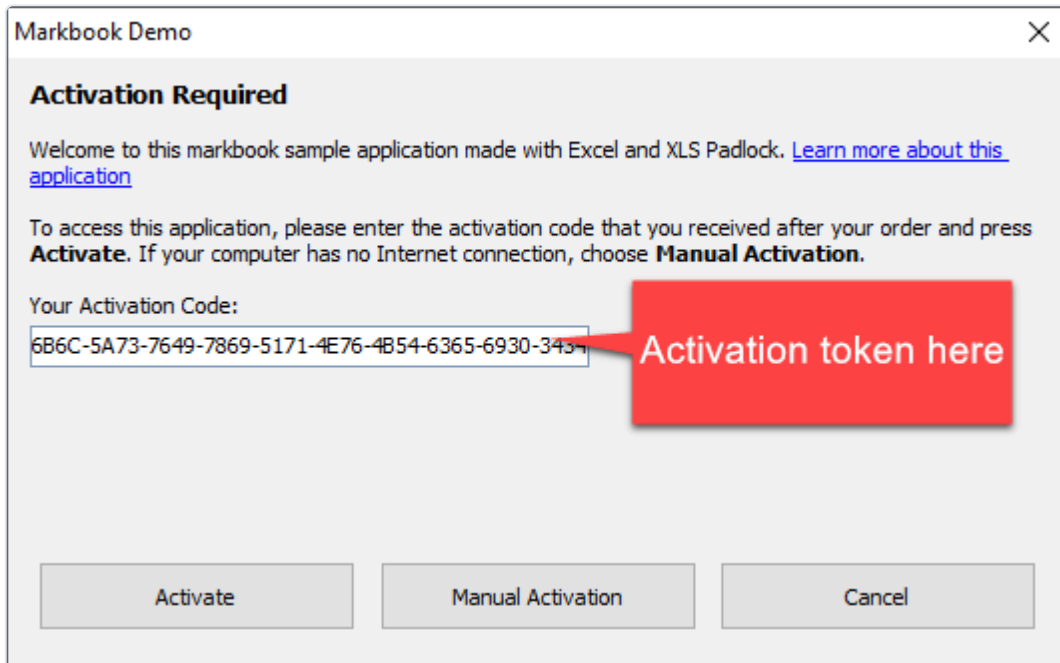 Markbook Demo
Activation Required
Welcome to this markbook sample application made with Excel and XLS Padlock. Learn more about this
application
To access this application, please enter the activation code that you received after your order and press
Activate. If your computer has no Internet connection, choose Manual Activation.
Your Activation Code:
6B6C-5A73-7649-7869-5171-4E76-4B54-6365-6930-3434
Activation token here
Activate
Manual Activation
Cancel